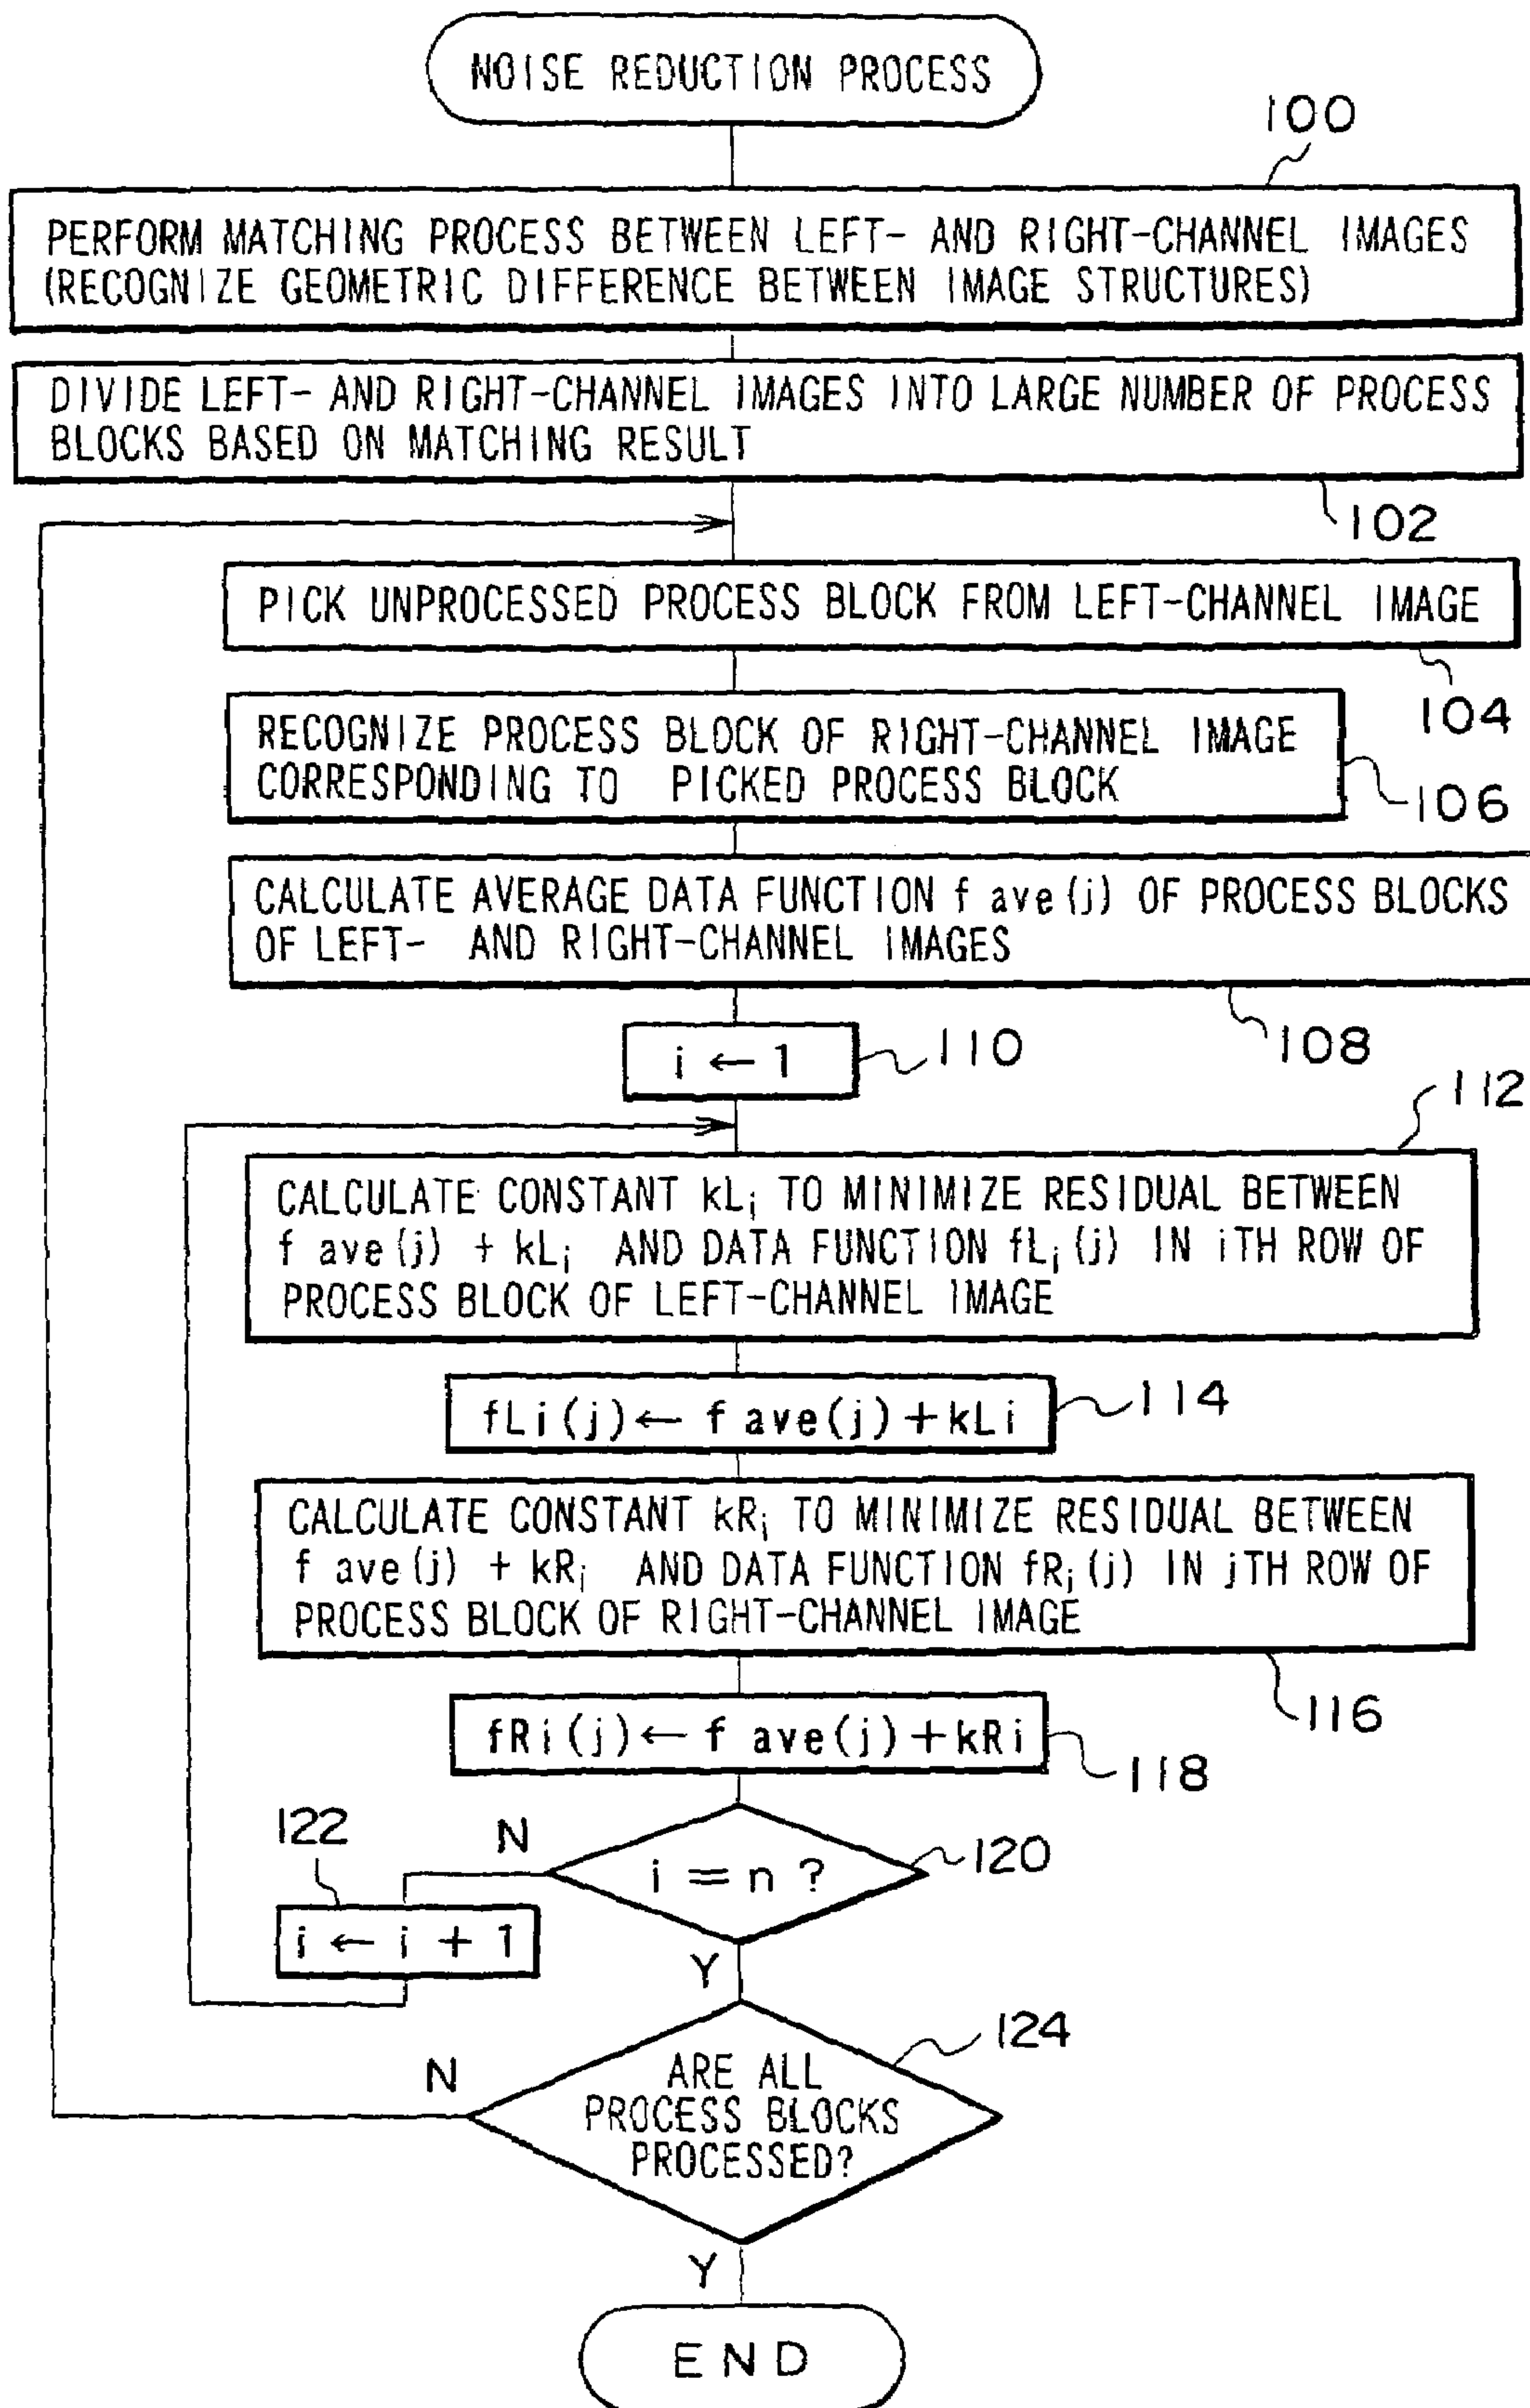 NOISE REDUCTION PROCESS
100
PERFORM MATCHING PROCESS BETWEEN LEFT- AND RIGHT-CHANNEL IMAGES
(RECOGNIZE GEOMETRIC DIFFERENCE BETWEEN IMAGE STRUCTURES)
DIVIDE LEFT- AND RIGHT-CHANNEL IMAGES INTO LARGE NUMBER OF PROCESS
BLOCKS BASED ON MATCHING RESULT
102
PICK UNPROCESSED PROCESS BLOCK FROM LEFT-CHANNEL IMAGE
104
RECOGNIZE PROCESS BLOCK OF RIGHT-CHANNEL IMAGE
CORRESPONDING TO PICKED PROCESS BLOCK
106
CALCULATE AVERAGE DATA FUNCTION f ave(j) OF PROCESS BLOCKS
OF LEFT- AND RIGHT-CHANNEL IMAGES
108
i ← 1
110
112
CALCULATE CONSTANT kLi TO MINIMIZE RESIDUAL BETWEEN
f ave(j) + kLi AND DATA FUNCTION fLi(j) IN iTH ROW OF
PROCESS BLOCK OF LEFT-CHANNEL IMAGE
fLi(j)← f ave(j)+kLi
114
CALCULATE CONSTANT kRi TO MINIMIZE RESIDUAL BETWEEN
f ave(j) + kRi AND DATA FUNCTION fRi(j) IN jTH ROW OF
PROCESS BLOCK OF RIGHT-CHANNEL IMAGE
116
fRi(j)← f ave(j)+kRi
118
122
N
i = n ?
120
i ← i + 1
Y
124
N
ARE ALL
PROCESS BLOCKS
PROCESSED?
Y
END